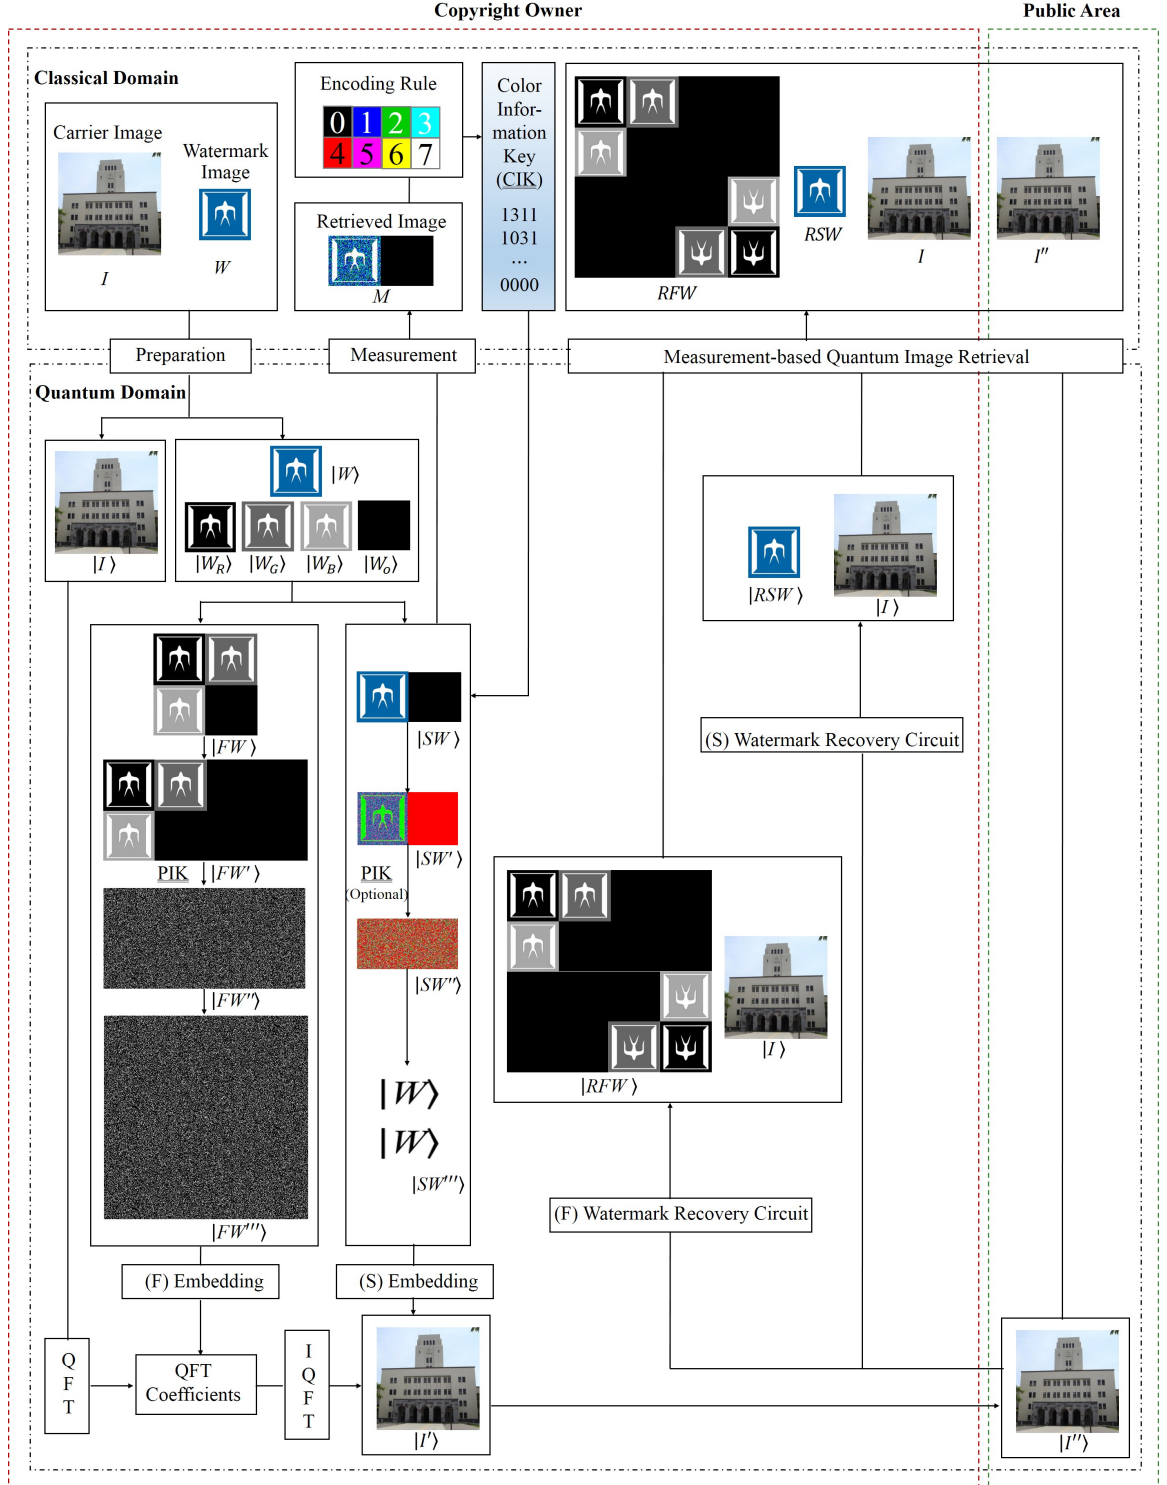 Copyright Owner
Public Area
Classical Domain
Carrier Image
I
Watermark
Image
W
Encoding Rule
0 1 2 3
4 5 6 7
Retrieved Image
M
Color
Infor-
mation
Key
(CIK)
1311
1031
...
0000
RFW
RSW
I
I″
Preparation
Measurement
Measurement-based Quantum Image Retrieval
Quantum Domain
|I⟩
|W⟩
|W_R⟩ |W_G⟩ |W_B⟩ |W_o⟩
|FW⟩
PIK |FW′⟩
|FW″⟩
|FW‴⟩
|SW⟩
|SW′⟩
PIK
(Optional)
|SW″⟩
|W⟩
|W⟩
|SW‴⟩
|RSW⟩
|I⟩
(S) Watermark Recovery Circuit
|RFW⟩
|I⟩
(F) Watermark Recovery Circuit
(F) Embedding
(S) Embedding
Q
F
T
QFT
Coefficients
I
Q
F
T
|I′⟩
|I″⟩